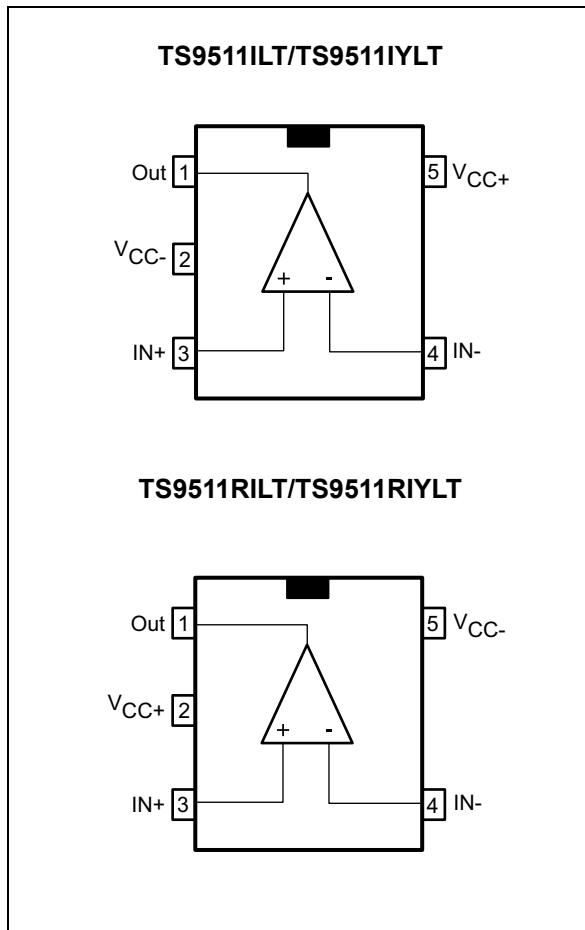 TS9511ILT/TS9511IYLT
Out 1
5 VCC+
VCC- 2
+ -
IN+ 3
4 IN-
TS9511RILT/TS9511RIYLT
Out 1
5 VCC-
VCC+ 2
+ -
IN+ 3
4 IN-